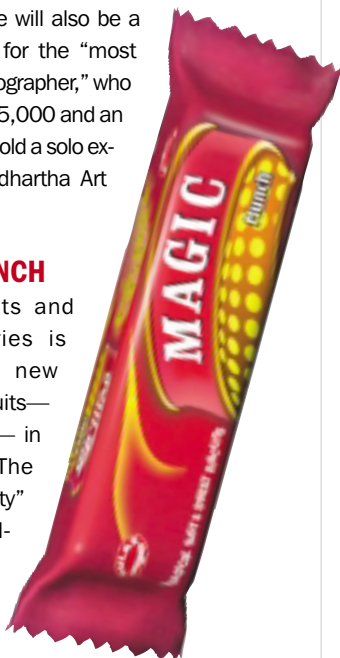 e will also be a
for the “most
ographer,” who
5,000 and an
old a solo ex-
dhartha Art
NCH
ts and
ries is
new
uits—
— in
The
ty”
l-
MAGIC
Crunch